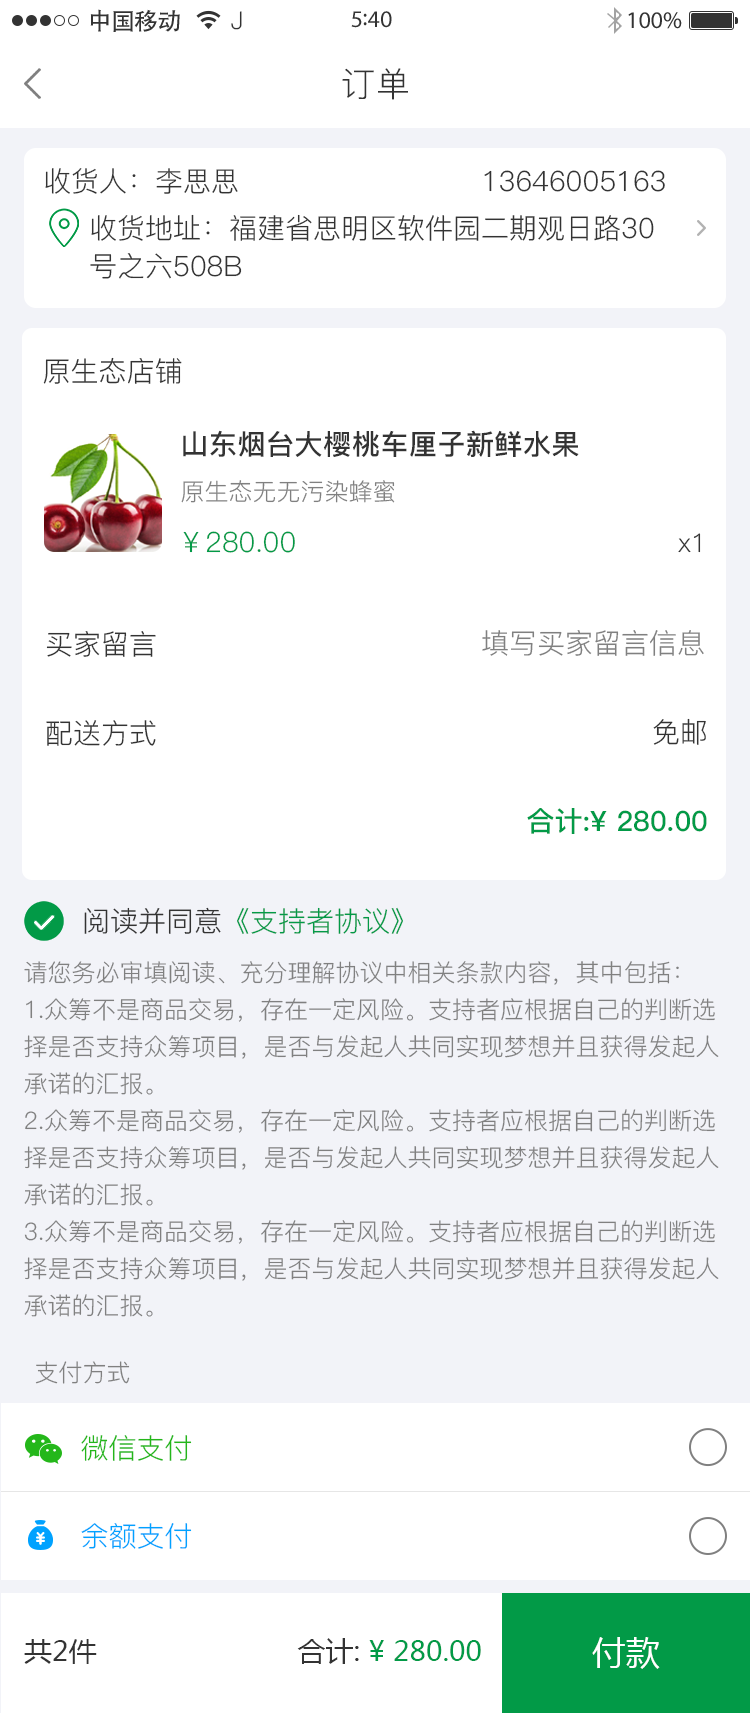 中国移动
5:40
100%
订单
收货人：李思思
13646005163
收货地址：福建省思明区软件园二期观日路30
号之六508B
原生态店铺
山东烟台大樱桃车厘子新鲜水果
原生态无无污染蜂蜜
¥ 280.00
x1
买家留言
填写买家留言信息
配送方式
免邮
合计:¥ 280.00
阅读并同意《支持者协议》
请您务必审填阅读、充分理解协议中相关条款内容，其中包括：
1.众筹不是商品交易，存在一定风险。支持者应根据自己的判断选
择是否支持众筹项目，是否与发起人共同实现梦想并且获得发起人
承诺的汇报。
2.众筹不是商品交易，存在一定风险。支持者应根据自己的判断选
择是否支持众筹项目，是否与发起人共同实现梦想并且获得发起人
承诺的汇报。
3.众筹不是商品交易，存在一定风险。支持者应根据自己的判断选
择是否支持众筹项目，是否与发起人共同实现梦想并且获得发起人
承诺的汇报。
支付方式
微信支付
余额支付
共2件
合计: ¥ 280.00
付款